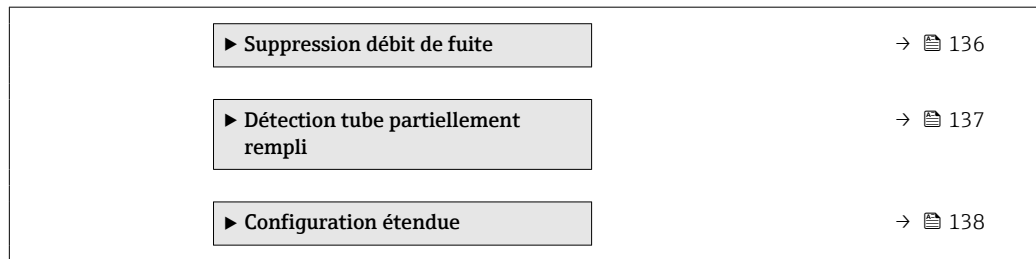 ▶ Suppression débit de fuite → 136
▶ Détection tube partiellement
rempli → 137
▶ Configuration étendue → 138